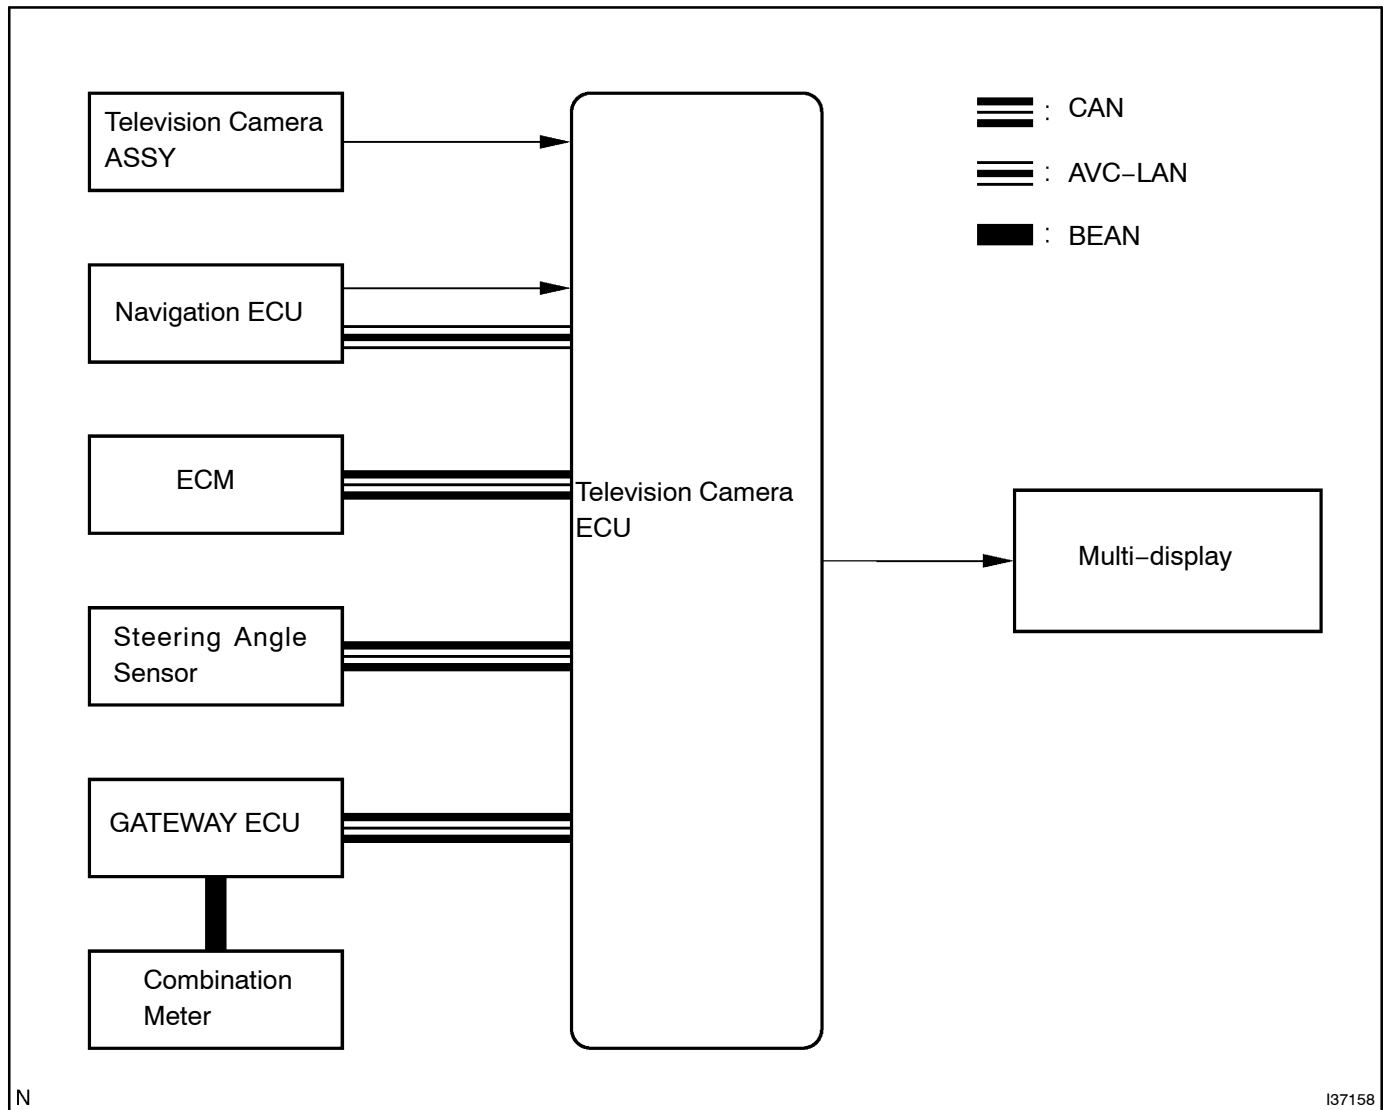 Television Camera
ASSY
Navigation ECU
ECM
Steering Angle
Sensor
GATEWAY ECU
Combination
Meter
Television Camera
ECU
: CAN
: AVC−LAN
: BEAN
Multi−display
N
I37158